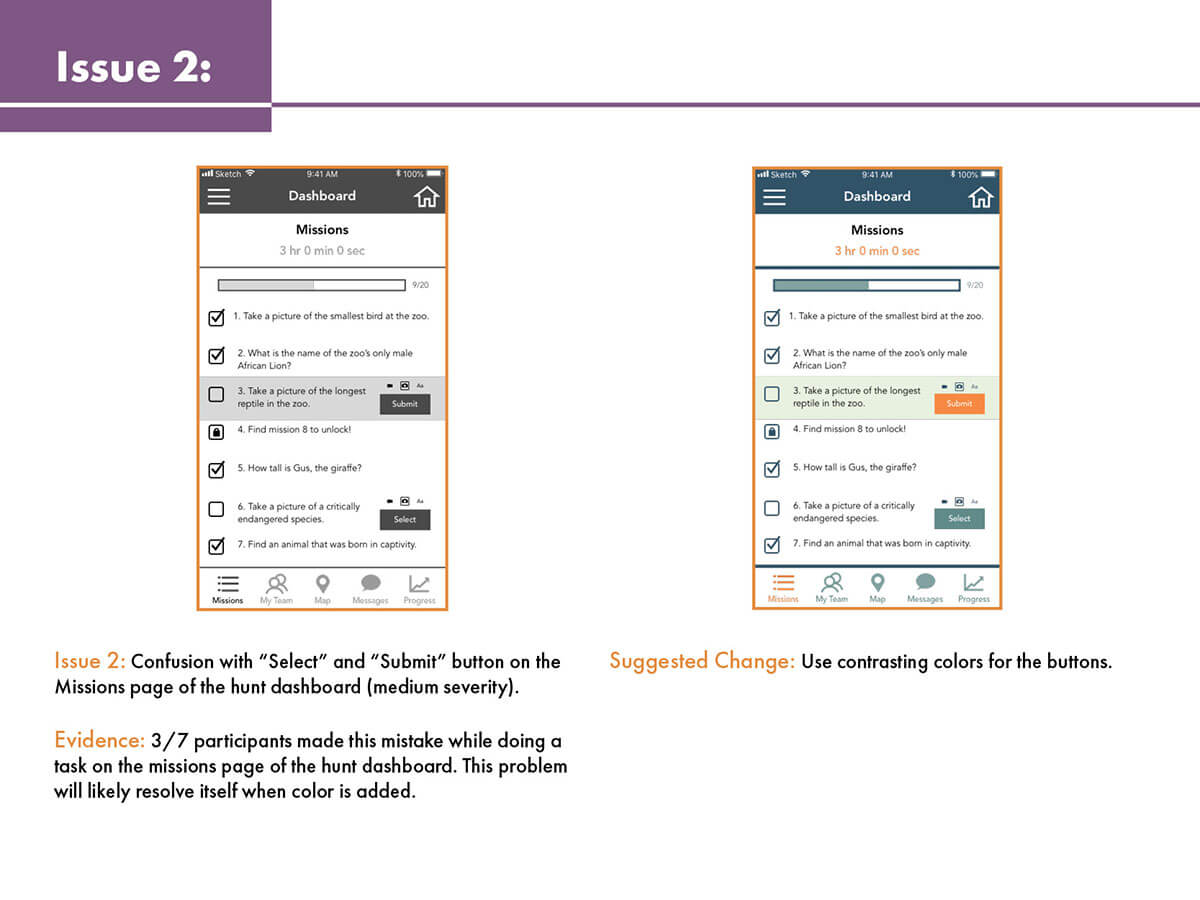 Issue 2:
Sketch 9:41 AM 100%
Dashboard
Missions
3 hr 0 min 0 sec
9/20
1. Take a picture of the smallest bird at the zoo.
2. What is the name of the zoo's only male
African Lion?
3. Take a picture of the longest
reptile in the zoo.
Aa
Submit
4. Find mission 8 to unlock!
5. How tall is Gus, the giraffe?
6. Take a picture of a critically
endangered species.
Aa
Select
7. Find an animal that was born in captivity.
Missions My Team Map Messages Progress
Sketch 9:41 AM 100%
Dashboard
Missions
3 hr 0 min 0 sec
9/20
1. Take a picture of the smallest bird at the zoo.
2. What is the name of the zoo's only male
African Lion?
3. Take a picture of the longest
reptile in the zoo.
Aa
Submit
4. Find mission 8 to unlock!
5. How tall is Gus, the giraffe?
6. Take a picture of a critically
endangered species.
Aa
Select
7. Find an animal that was born in captivity.
Missions My Team Map Messages Progress
Issue 2: Confusion with “Select” and “Submit” button on the
Missions page of the hunt dashboard (medium severity).
Evidence: 3/7 participants made this mistake while doing a
task on the missions page of the hunt dashboard. This problem
will likely resolve itself when color is added.
Suggested Change: Use contrasting colors for the buttons.